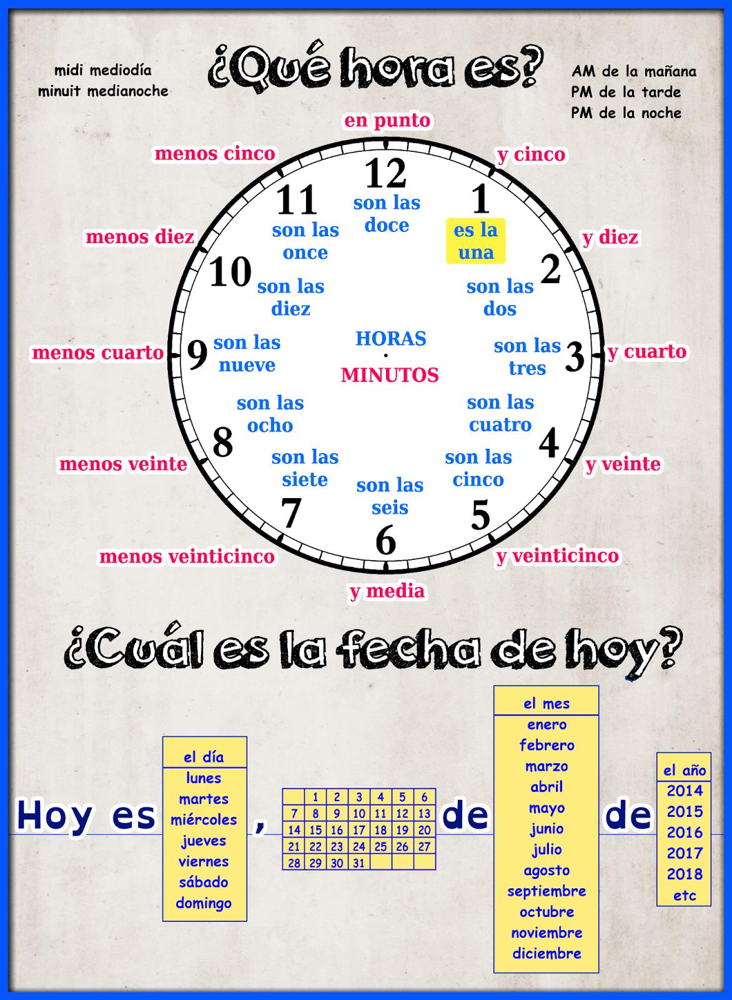 ¿Qué hora es?
midi mediodía
minuit medianoche
AM de la mañana
PM de la tarde
PM de la noche
en punto
menos cinco
y cinco
12
son las
doce
11
son las
once
1
es la
una
menos diez
y diez
10
son las
diez
2
son las
dos
HORAS
MINUTOS
menos cuarto
9
son las
nueve
son las
tres
3
y cuarto
son las
ocho
8
son las
cuatro
4
menos veinte
y veinte
son las
siete
7
son las
seis
6
son las
cinco
5
menos veinticinco
y veinticinco
y media
¿Cuál es la fecha de hoy?
Hoy es
el día
lunes
martes
miércoles
jueves
viernes
sábado
domingo
,
1 2 3 4 5 6
7 8 9 10 11 12 13
14 15 16 17 18 19 20
21 22 23 24 25 26 27
28 29 30 31
de
el mes
enero
febrero
marzo
abril
mayo
junio
julio
agosto
septiembre
octubre
noviembre
diciembre
de
el año
2014
2015
2016
2017
2018
etc